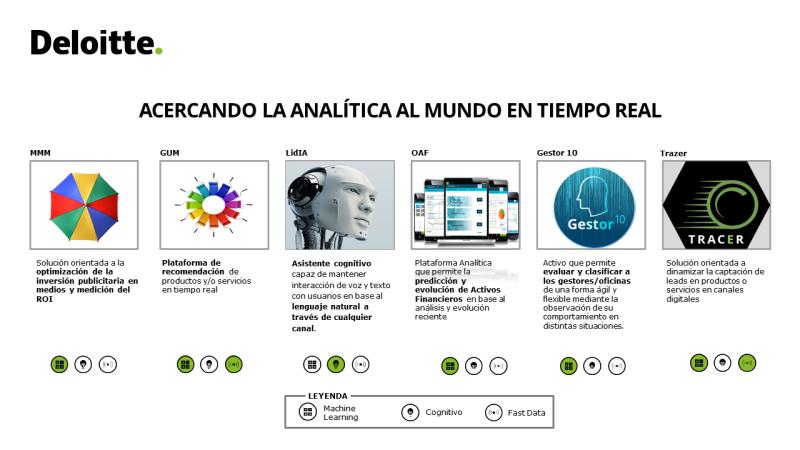 Deloitte.
ACERCANDO LA ANALÍTICA AL MUNDO EN TIEMPO REAL
MMM
Solución orientada a la
optimización de la
inversión publicitaria en
medios y medición del
ROI
GUM
Plataforma de
recomendación de
productos y/o servicios
en tiempo real
LidIA
Asistente cognitivo
capaz de mantener
interacción de voz y texto
con usuarios en base al
lenguaje natural a
través de cualquier
canal.
OAF
Plataforma Analítica
que permite la
predicción y
evolución de Activos
Financieros en base al
análisis y evolución
reciente
Gestor 10
Gestor 10
Activo que permite
evaluar y clasificar a
los gestores/oficinas
de una forma ágil y
flexible mediante la
observación de su
comportamiento en
distintas situaciones.
Trazer
TRACER
Solución orientada a
dinamizar la captación de
leads en productos o
servicios en canales
digitales
LEYENDA
Machine
Learning
Cognitivo
Fast Data